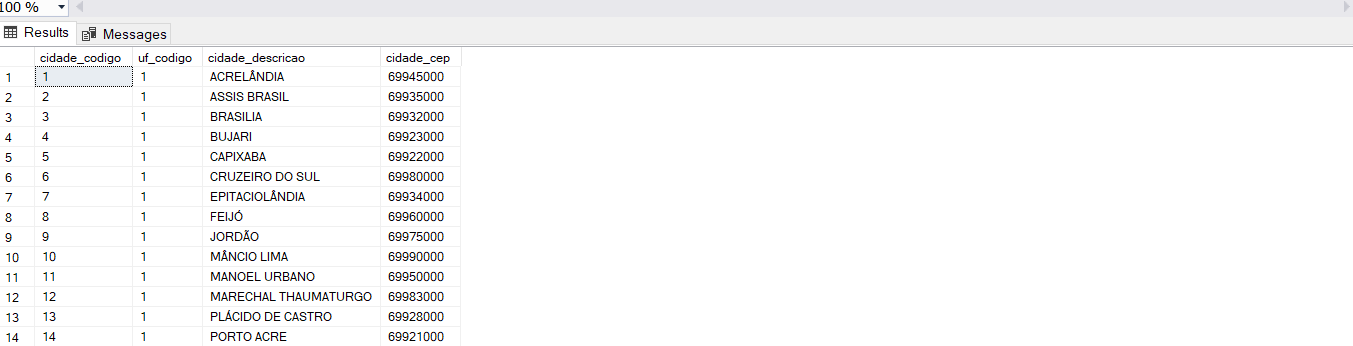 100 %
Results Messages
cidade_codigo uf_codigo cidade_descricao cidade_cep
1 1 1 ACRELÂNDIA 69945000
2 2 1 ASSIS BRASIL 69935000
3 3 1 BRASILIA 69932000
4 4 1 BUJARI 69923000
5 5 1 CAPIXABA 69922000
6 6 1 CRUZEIRO DO SUL 69980000
7 7 1 EPITACIOLÂNDIA 69934000
8 8 1 FEIJÓ 69960000
9 9 1 JORDÃO 69975000
10 10 1 MÂNCIO LIMA 69990000
11 11 1 MANOEL URBANO 69950000
12 12 1 MARECHAL THAUMATURGO 69983000
13 13 1 PLÁCIDO DE CASTRO 69928000
14 14 1 PORTO ACRE 69921000